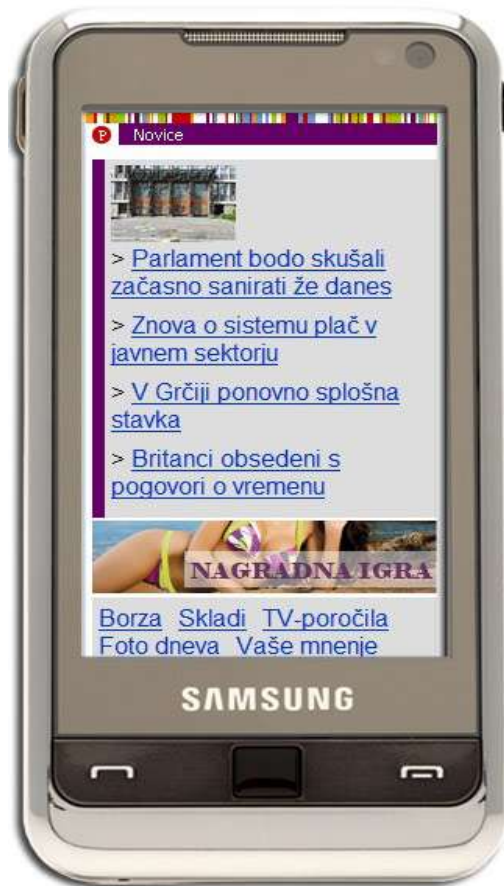 P Novice
> Parlament bodo skušali
začasno sanirati že danes
> Znova o sistemu plač v
javnem sektorju
> V Grčiji ponovno splošna
stavka
> Britanci obsedeni s
pogovori o vremenu
NAGRADNA IGRA
Borza Skladi TV-poročila
Foto dneva Vaše mnenje
SAMSUNG